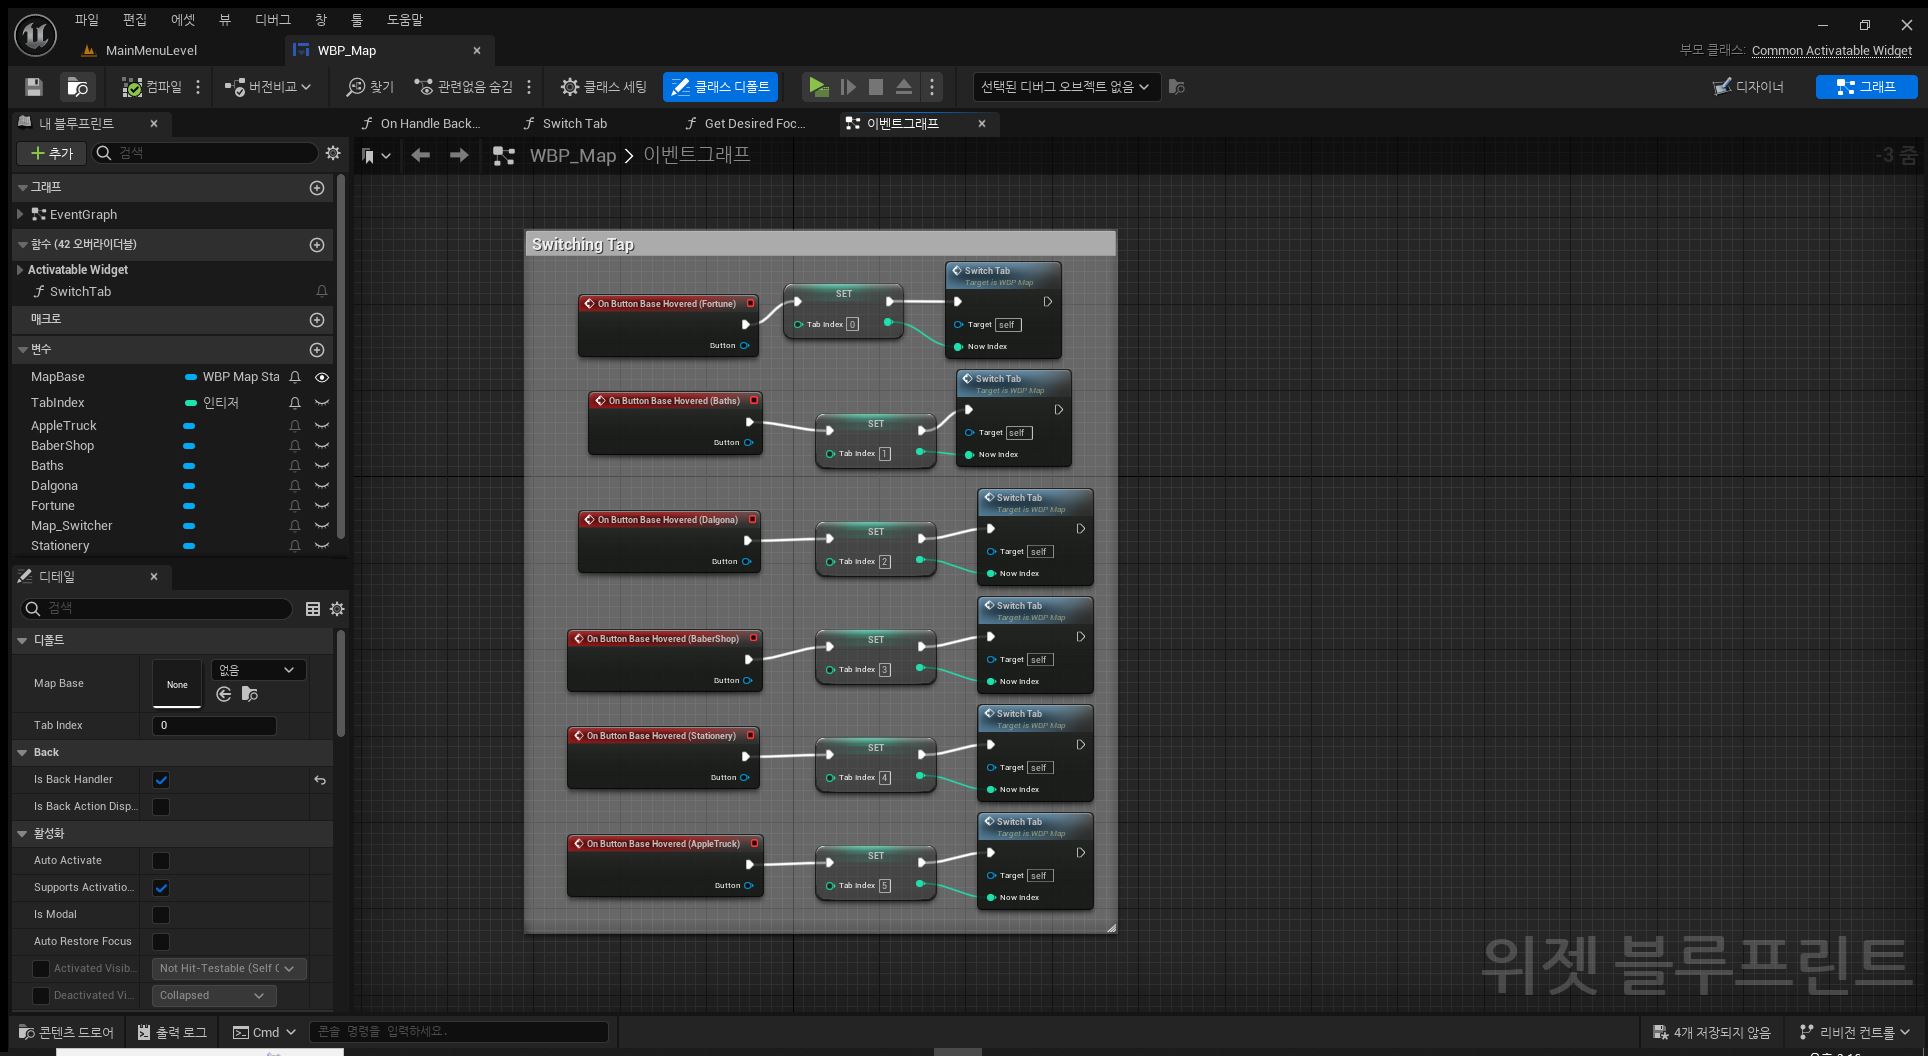 파일 편집 에셋 뷰 디버그 창 툴 도움말
MainMenuLevel
WBP_Map
부모 클래스: Common Activatable Widget
컴파일
버전비교
찾기
관련없음 숨김
클래스 세팅
클래스 디폴트
선택된 디버그 오브젝트 없음
디자이너
그래프
내 블루프린트
On Handle Back...
Switch Tab
Get Desired Foc...
이벤트그래프
추가
검색
WBP_Map > 이벤트그래프
-3 줌
그래프
EventGraph
함수 (42 오버라이더블)
Activatable Widget
SwitchTab
매크로
변수
MapBase WBP Map Sta
TabIndex 인티저
AppleTruck
BaberShop
Baths
Dalgona
Fortune
Map_Switcher
Stationery
디테일
검색
디폴트
Map Base None 없음
Tab Index 0
Back
Is Back Handler
Is Back Action Disp...
활성화
Auto Activate
Supports Activatio...
Is Modal
Auto Restore Focus
Activated Visib... Not Hit-Testable (Self C
Deactivated Vi... Collapsed
Switching Tap
On Button Base Hovered (Fortune)
Button
SET
Tab Index 0
Switch Tab
Target is WBP Map
Target self
Now Index
On Button Base Hovered (Baths)
Button
SET
Tab Index 1
Switch Tab
Target is WBP Map
Target self
Now Index
On Button Base Hovered (Dalgona)
Button
SET
Tab Index 2
Switch Tab
Target is WBP Map
Target self
Now Index
On Button Base Hovered (BaberShop)
Button
SET
Tab Index 3
Switch Tab
Target is WBP Map
Target self
Now Index
On Button Base Hovered (Stationery)
Button
SET
Tab Index 4
Switch Tab
Target is WBP Map
Target self
Now Index
On Button Base Hovered (AppleTruck)
Button
SET
Tab Index 5
Switch Tab
Target is WBP Map
Target self
Now Index
위젯 블루프린트
콘텐츠 드로어
출력 로그
Cmd
콘솔 명령을 입력하세요.
4개 저장되지 않음
리비전 컨트롤